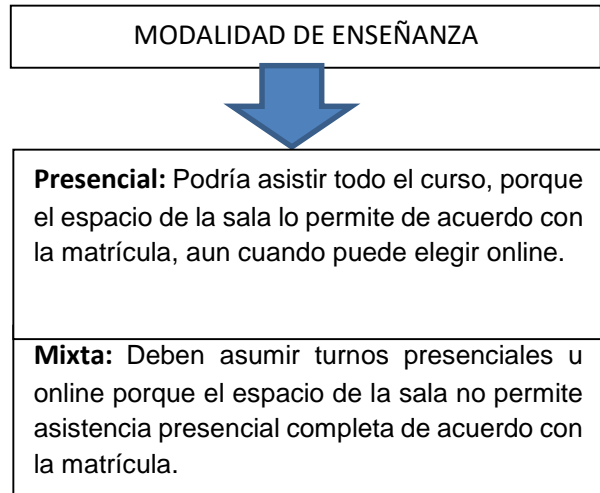 MODALIDAD DE ENSEÑANZA
Presencial: Podría asistir todo el curso, porque
el espacio de la sala lo permite de acuerdo con
la matrícula, aun cuando puede elegir online.
Mixta: Deben asumir turnos presenciales u
online porque el espacio de la sala no permite
asistencia presencial completa de acuerdo con
la matrícula.